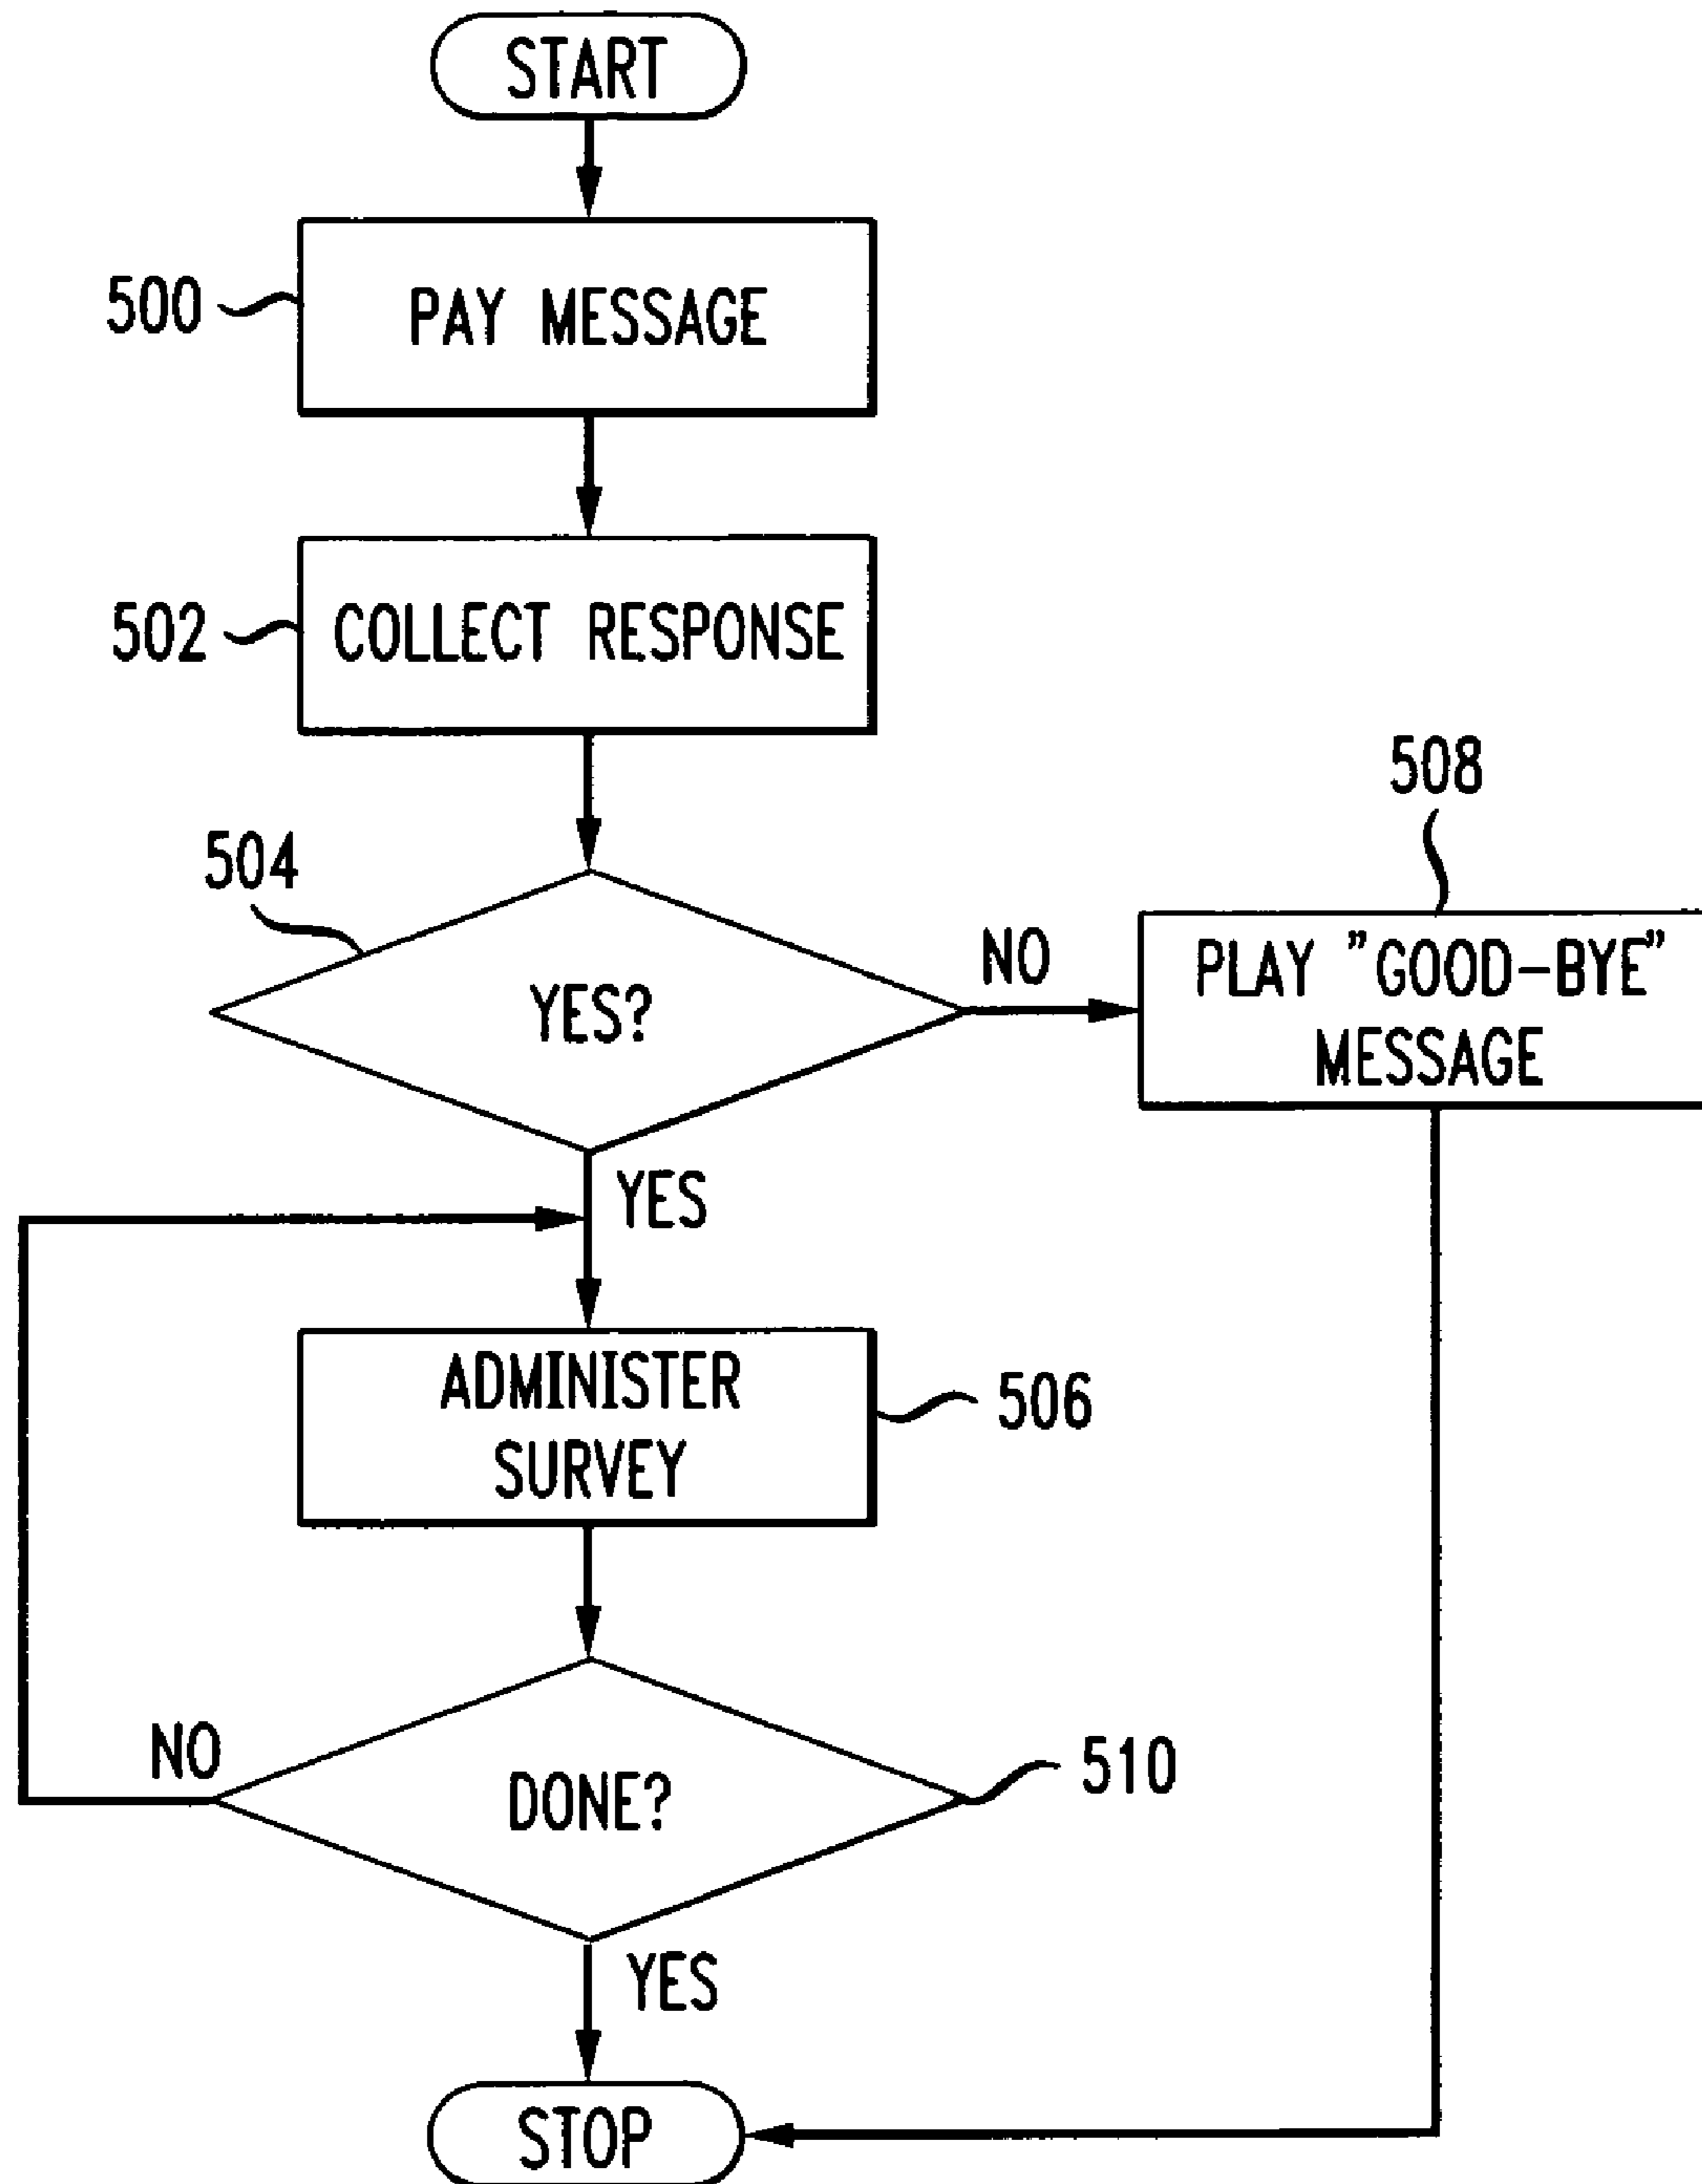 START
500
PAY MESSAGE
502
COLLECT RESPONSE
504
YES?
NO
508
PLAY "GOOD-BYE"
MESSAGE
YES
ADMINISTER
SURVEY
506
NO
DONE?
510
YES
STOP